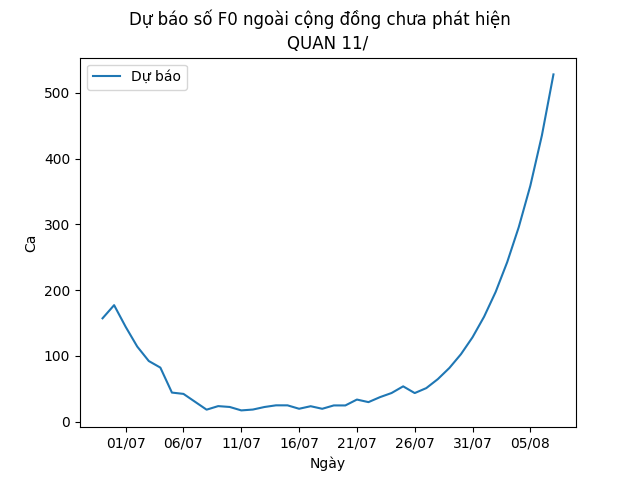 Dự báo số F0 ngoài cộng đồng chưa phát hiện
QUAN 11/
Dự báo
500
400
300
200
100
0
Ca
01/07 06/07 11/07 16/07 21/07 26/07 31/07 05/08
Ngày